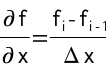 ∂f/∂x = (f_i - f_{i-1})/Δx